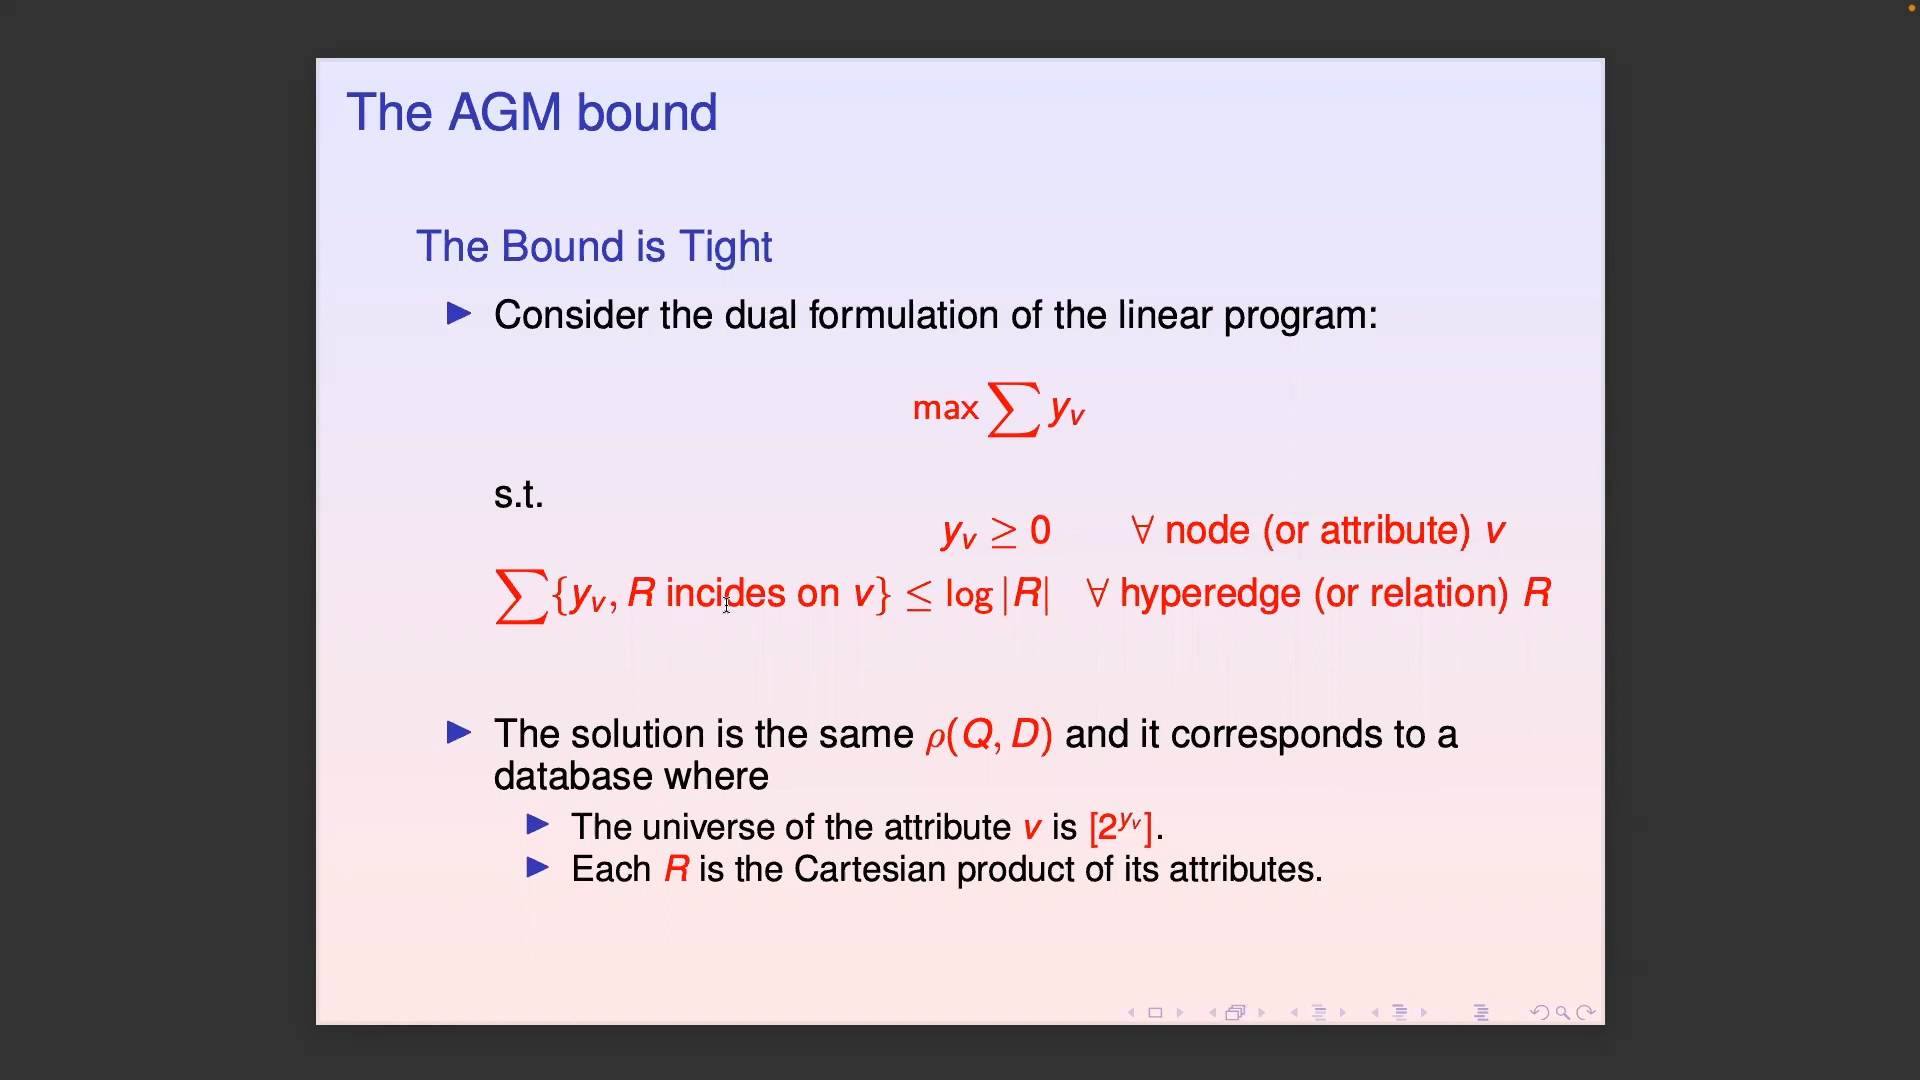 The AGM bound
The Bound is Tight
Consider the dual formulation of the linear program:
max ∑ y_v
s.t.
y_v ≥ 0 ∀ node (or attribute) v
∑{y_v, R incides on v} ≤ log |R| ∀ hyperedge (or relation) R
The solution is the same ρ(Q, D) and it corresponds to a
database where
The universe of the attribute v is [2^{y_v}].
Each R is the Cartesian product of its attributes.